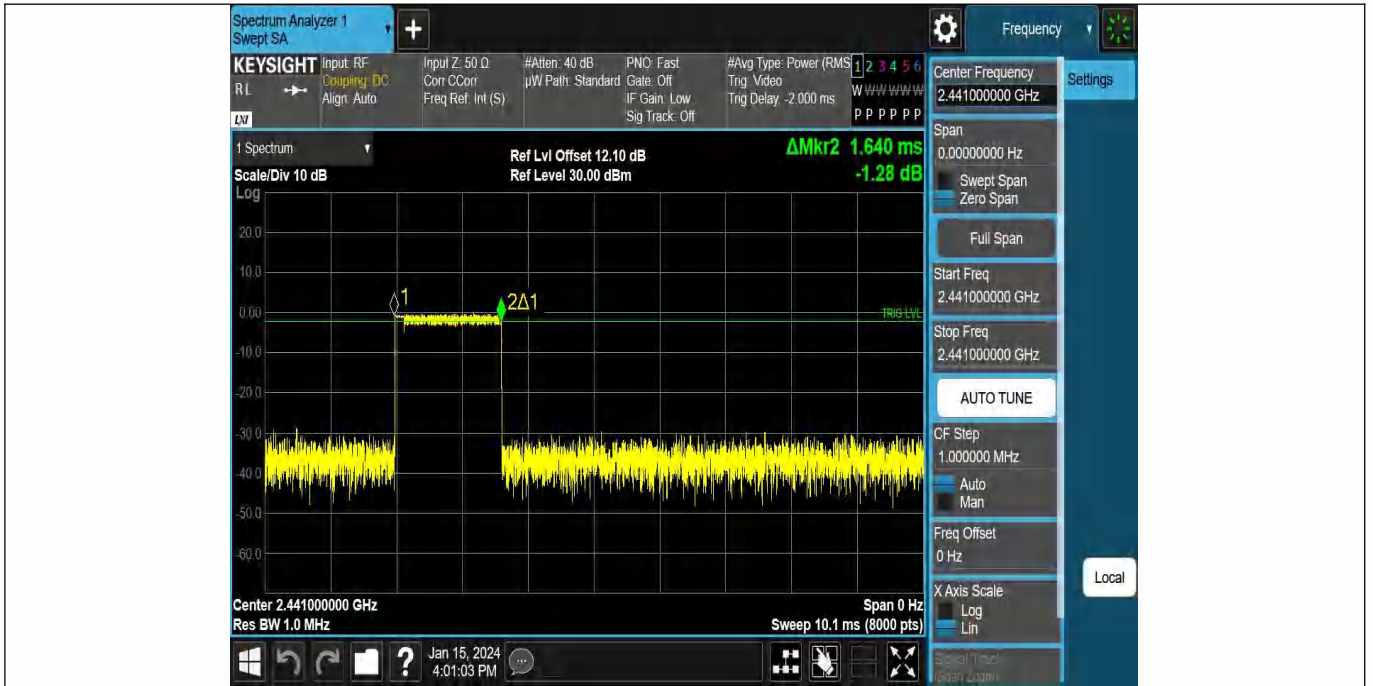 Spectrum Analyzer 1
Swept SA
+
Frequency
KEYSIGHT
RL
LXI
Input: RF
Coupling: DC
Align: Auto
Input Z: 50 Ω
Corr CCorr
Freq Ref: Int (S)
#Atten: 40 dB
µW Path: Standard
PNO: Fast
Gate: Off
IF Gain: Low
Sig Track: Off
#Avg Type: Power (RMS
Trig: Video
Trig Delay: -2.000 ms
1 2 3 4 5 6
W W W W W W
P P P P P P
1 Spectrum
Scale/Div 10 dB
Log
Ref Lvl Offset 12.10 dB
Ref Level 30.00 dBm
ΔMkr2 1.640 ms
-1.28 dB
20.0
10.0
0.00
-10.0
-20.0
-30.0
-40.0
-50.0
-60.0
1
2Δ1
TRIG LVL
Center 2.441000000 GHz
Res BW 1.0 MHz
Span 0 Hz
Sweep 10.1 ms (8000 pts)
Jan 15, 2024
4:01:03 PM
?
Center Frequency
2.441000000 GHz
Settings
Span
0.00000000 Hz
Swept Span
Zero Span
Full Span
Start Freq
2.441000000 GHz
Stop Freq
2.441000000 GHz
AUTO TUNE
CF Step
1.000000 MHz
Auto
Man
Freq Offset
0 Hz
X Axis Scale
Log
Lin
Local
Signal Track
(Span Zoom)